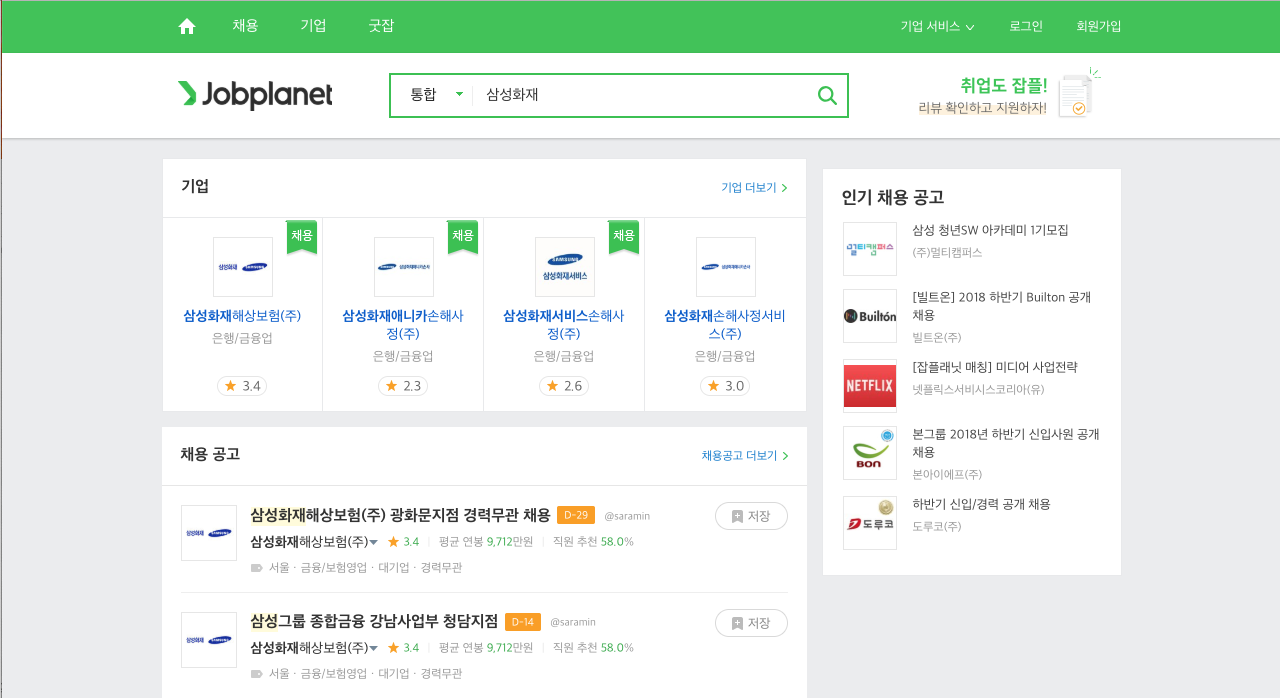 채용 기업 굿잡 기업 서비스 로그인 회원가입
Jobplanet 통합 삼성화재
취업도 잡플!
리뷰 확인하고 지원하자!
기업 기업 더보기
채용 채용 채용
삼성화재 삼성화재애니카손사 SAMSUNG 삼성화재서비스 삼성화재애니카손사
삼성화재해상보험(주)
은행/금융업
3.4
삼성화재애니카손해사
정(주)
은행/금융업
2.3
삼성화재서비스손해사
정(주)
은행/금융업
2.6
삼성화재손해사정서비
스(주)
은행/금융업
3.0
채용 공고 채용공고 더보기
삼성화재
삼성화재해상보험(주) 광화문지점 경력무관 채용 D-29 @saramin 저장
삼성화재해상보험(주) 3.4 평균 연봉 9,712만원 직원 추천 58.0%
서울 · 금융/보험영업 · 대기업 · 경력무관
삼성화재
삼성그룹 종합금융 강남사업부 청담지점 D-14 @saramin 저장
삼성화재해상보험(주) 3.4 평균 연봉 9,712만원 직원 추천 58.0%
서울 · 금융/보험영업 · 대기업 · 경력무관
인기 채용 공고
멀티캠퍼스
삼성 청년SW 아카데미 1기모집
(주)멀티캠퍼스
Builtón
[빌트온] 2018 하반기 Builton 공개
채용
빌트온(주)
NETFLIX
[잡플래닛 매칭] 미디어 사업전략
넷플릭스서비시스코리아(유)
BON
본그룹 2018년 하반기 신입사원 공개
채용
본아이에프(주)
도루코
하반기 신입/경력 공개 채용
도루코(주)